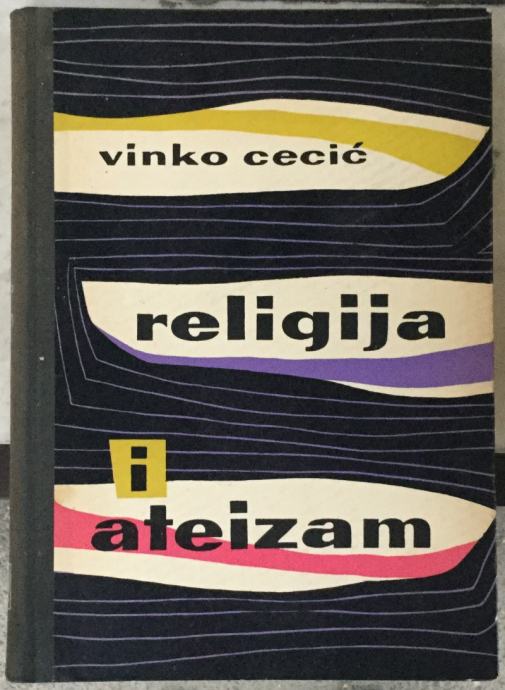 vinko cecić
religija
i
ateizam